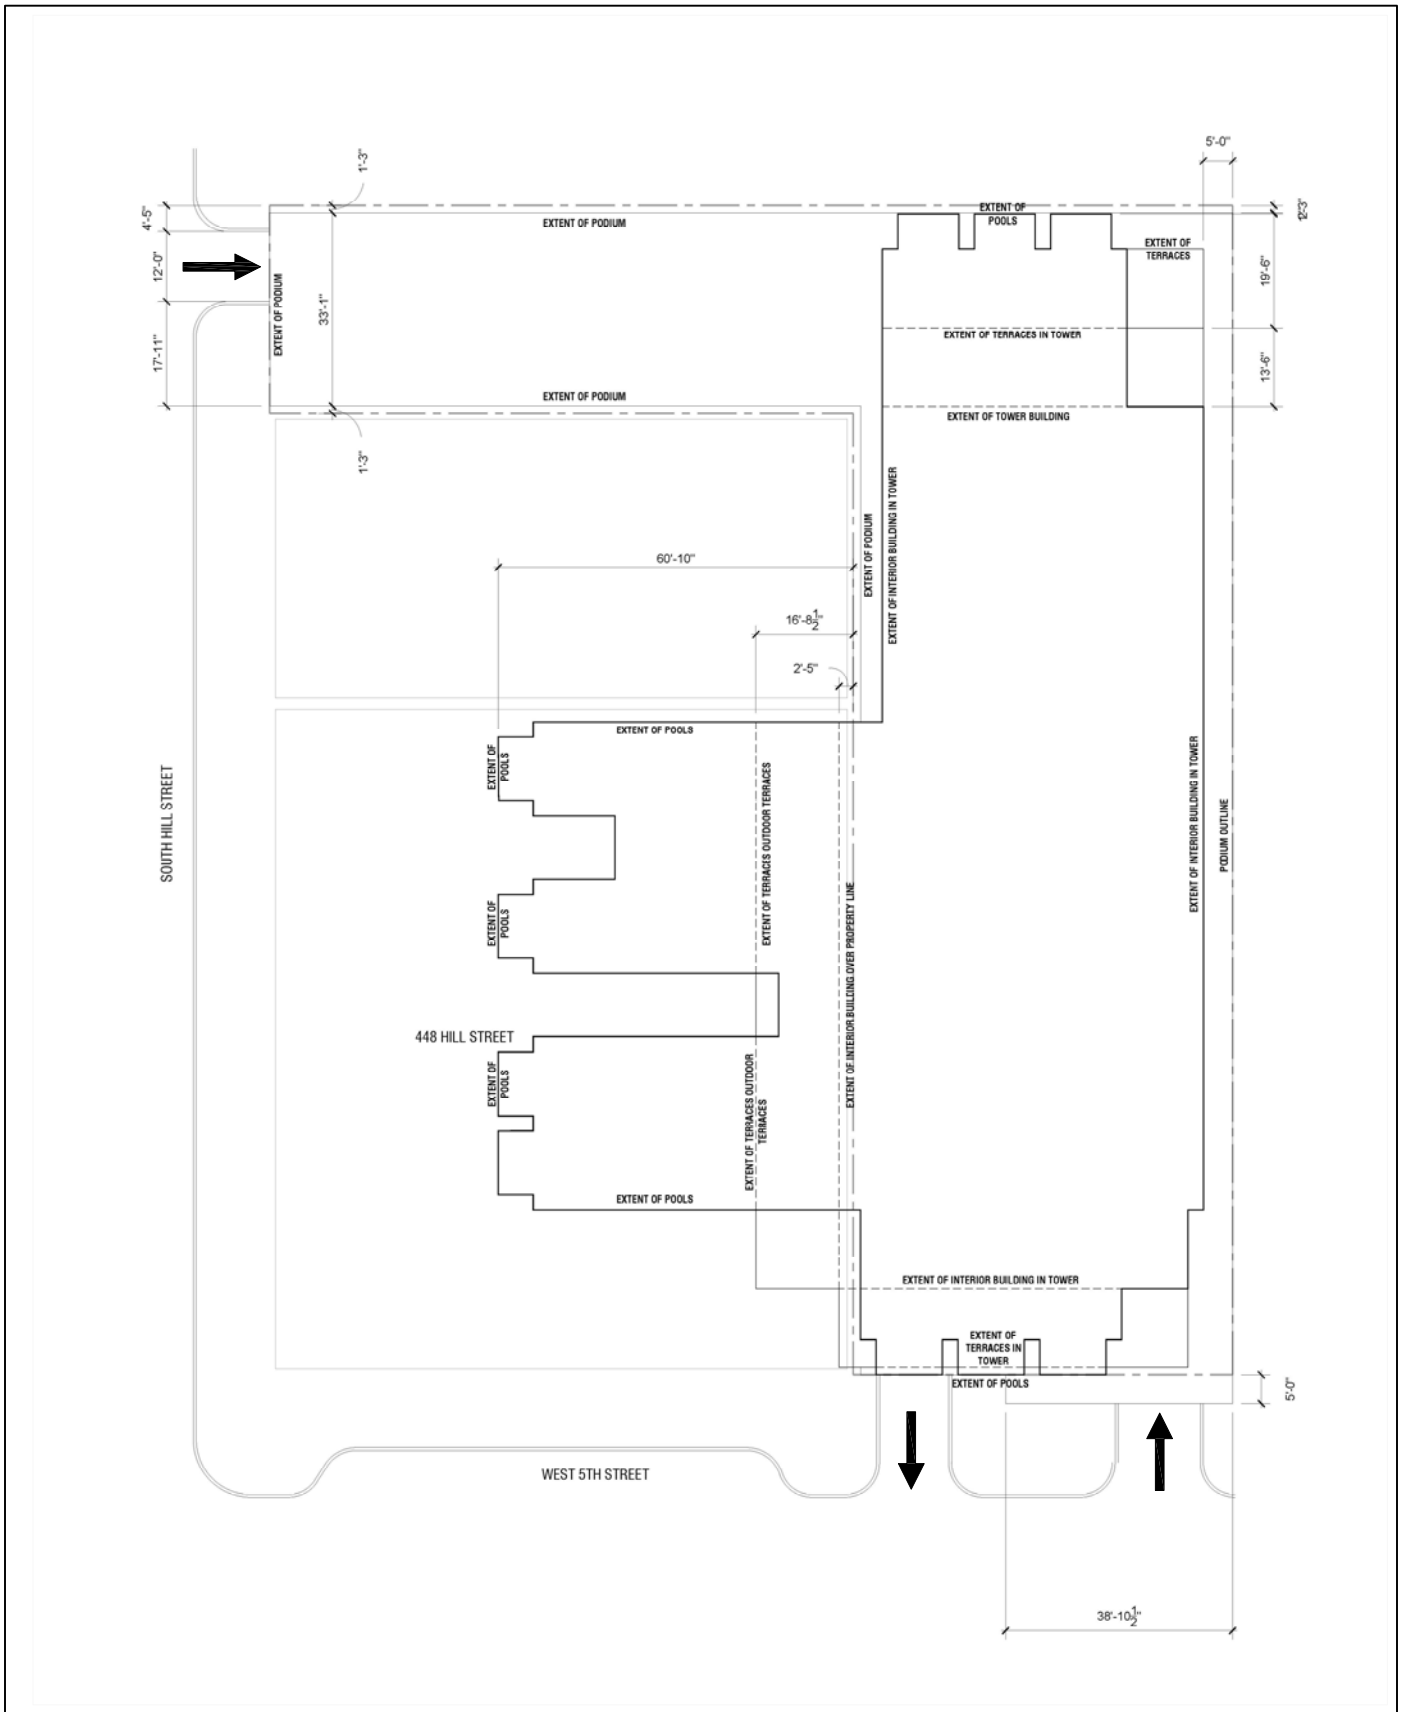 5'-0"
1'-3"
4'-5"
EXTENT OF
POOLS
EXTENT OF PODIUM
EXTENT OF
TERRACES
12'-0"
EXTENT OF PODIUM
33'-1"
19'-6"
EXTENT OF TERRACES IN TOWER
17'-11"
13'-6"
EXTENT OF PODIUM
EXTENT OF TOWER BUILDING
1'-3"
EXTENT OF PODIUM
EXTENT OF INTERIOR BUILDING IN TOWER
60'-10"
16'-8 1/2"
2'-5"
EXTENT OF POOLS
EXTENT OF
POOLS
EXTENT OF TERRACES OUTDOOR TERRACES
EXTENT OF INTERIOR BUILDING IN TOWER
PODIUM OUTLINE
SOUTH HILL STREET
EXTENT OF
POOLS
EXTENT OF INTERIOR BUILDING OVER PROPERTY LINE
448 HILL STREET
EXTENT OF
POOLS
EXTENT OF TERRACES OUTDOOR
TERRACES
EXTENT OF POOLS
EXTENT OF INTERIOR BUILDING IN TOWER
EXTENT OF
TERRACES IN
TOWER
EXTENT OF POOLS
5'-0"
WEST 5TH STREET
38'-10 1/2"